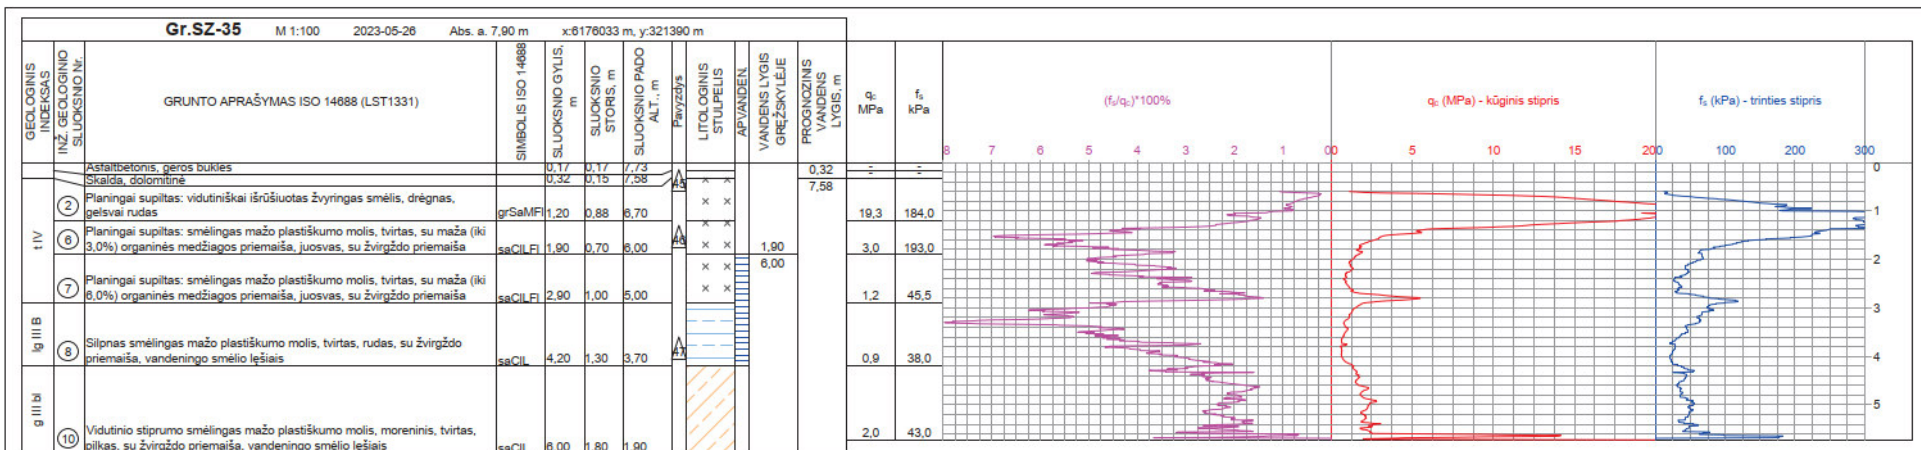 Gr.SZ-35 M 1:100 2023-05-26 Abs. a. 7,90 m x:6176033 m, y:321390 m
GEOLOGINIS INDEKSAS
INŽ. GEOLOGINIO SLUOKSNIO Nr.
GRUNTO APRAŠYMAS ISO 14688 (LST1331)
SIMBOLIS ISO 14688
SLUOKSNIO GYLIS, m
SLUOKSNIO STORIS, m
SLUOKSNIO PADO ALT., m
Pavyzdys
LITOLOGINIS STULPELIS
APVANDEN.
VANDENS LYGIS GRĘŽSKYLĖJE
PROGNOZINIS VANDENS LYGIS, m
qc MPa
fs kPa
(fs/qc)*100%
qc (MPa) - kūginis stipris
fs (kPa) - trinties stipris
8 7 6 5 4 3 2 1 0
0 5 10 15 20
0 100 200 300
Asfaltbetonis, geros būklės 0,17 0,17 7,73 0,32 - -
Skalda, dolomitinė 0,32 0,15 7,58 7,58
t IV
2 Planingai supiltas: vidutiniškai išrūšiuotas žvyringas smėlis, drėgnas,
gelsvai rudas grSaMFl 1,20 0,88 6,70 45 19,3 184,0
6 Planingai supiltas: smėlingas mažo plastiškumo molis, tvirtas, su maža (iki
3,0%) organinės medžiagos priemaiša, juosvas, su žvirgždo priemaiša saCILFl 1,90 0,70 6,00 46 1,90 3,0 193,0
6,00
7 Planingai supiltas: smėlingas mažo plastiškumo molis, tvirtas, su maža (iki
6,0%) organinės medžiagos priemaiša, juosvas, su žvirgždo priemaiša saCILFl 2,90 1,00 5,00 1,2 45,5
lg III B
8 Silpnas smėlingas mažo plastiškumo molis, tvirtas, rudas, su žvirgždo
priemaiša, vandeningo smėlio lęšiais saCIL 4,20 1,30 3,70 47 0,9 38,0
g III bl
10 Vidutinio stiprumo smėlingas mažo plastiškumo molis, moreninis, tvirtas,
pilkas, su žvirgždo priemaiša, vandeningo smėlio lęšiais saCIL 6,00 1,80 1,90 2,0 43,0
0
1
2
3
4
5